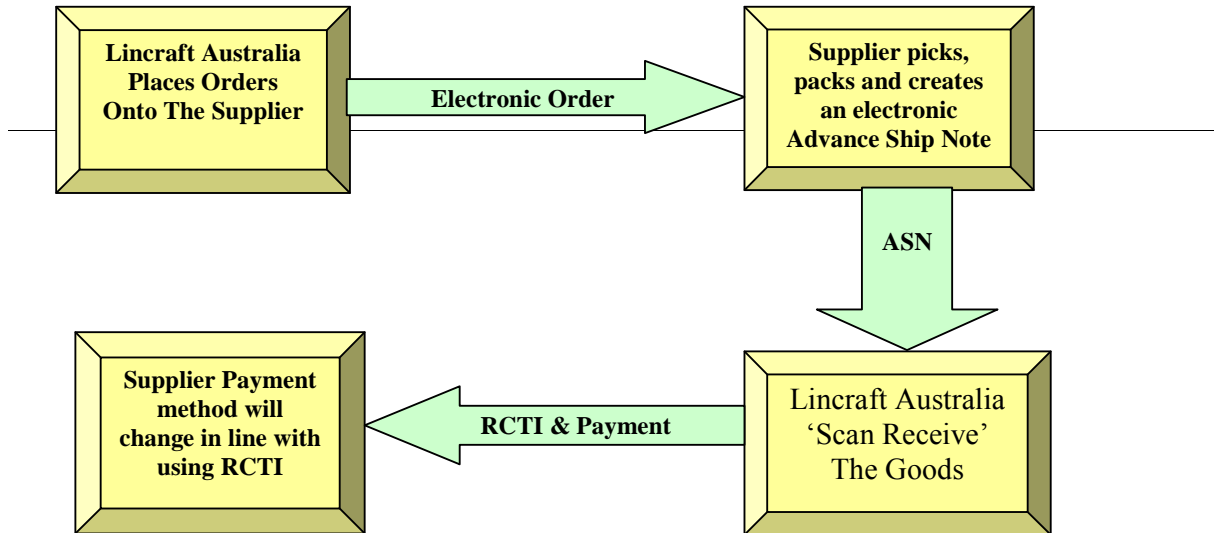 Lincraft Australia
Places Orders
Onto The Supplier
Electronic Order
Supplier picks,
packs and creates
an electronic
Advance Ship Note
ASN
Lincraft Australia
‘Scan Receive’
The Goods
RCTI & Payment
Supplier Payment
method will
change in line with
using RCTI